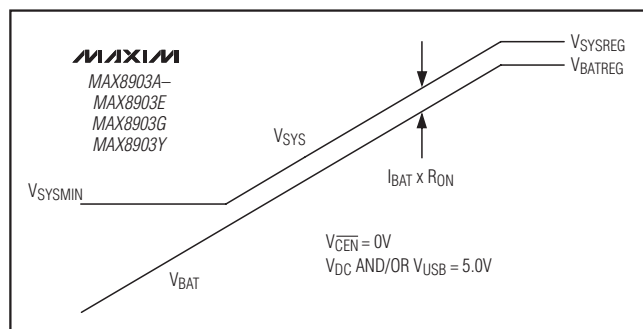 MAXIM
MAX8903A–
MAX8903E
MAX8903G
MAX8903Y
VSYSREG
VBATREG
VSYS
IBAT x RON
VSYSMIN
VCEN = 0V
VDC AND/OR VUSB = 5.0V
VBAT